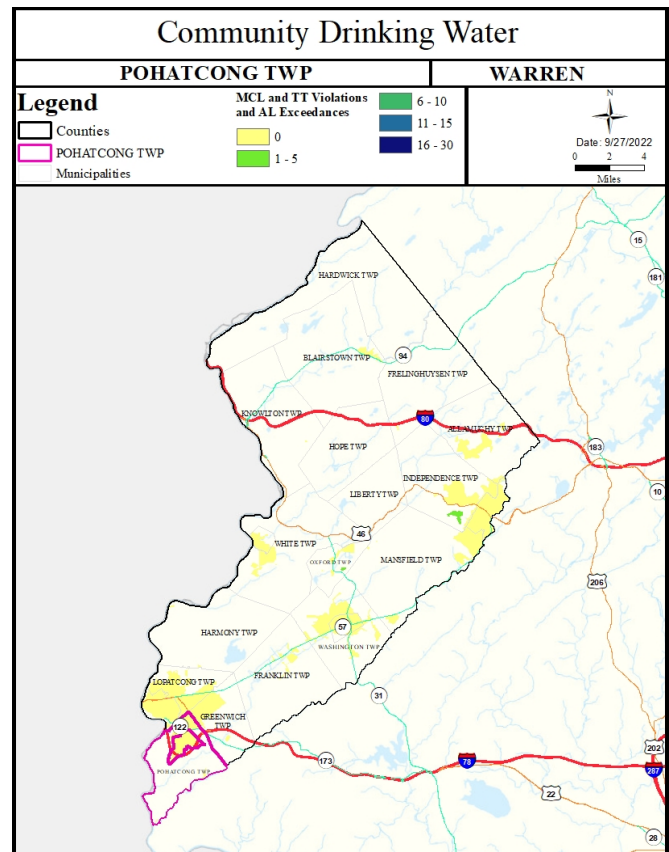 Community Drinking Water
POHATCONG TWP
WARREN
Legend
Counties
POHATCONG TWP
Municipalities
MCL and TT Violations
and AL Exceedances
0
1 - 5
6 - 10
11 - 15
16 - 30
N
Date: 9/27/2022
0 2 4
Miles
15
181
HARDWICK TWP
94
BLAIRSTOWN TWP
FRELINGHUYSEN TWP
KNOWLTON TWP
80
ALLAMUCHY TWP
HOPE TWP
183
INDEPENDENCE TWP
10
LIBERTY TWP
46
WHITE TWP
OXFORD TWP
MANSFIELD TWP
206
HARMONY TWP
57
WASHINGTON TWP
LOPATCONG TWP
FRANKLIN TWP
31
GREENWICH
TWP
122
202
173
78
POHATCONG TWP
287
22
28